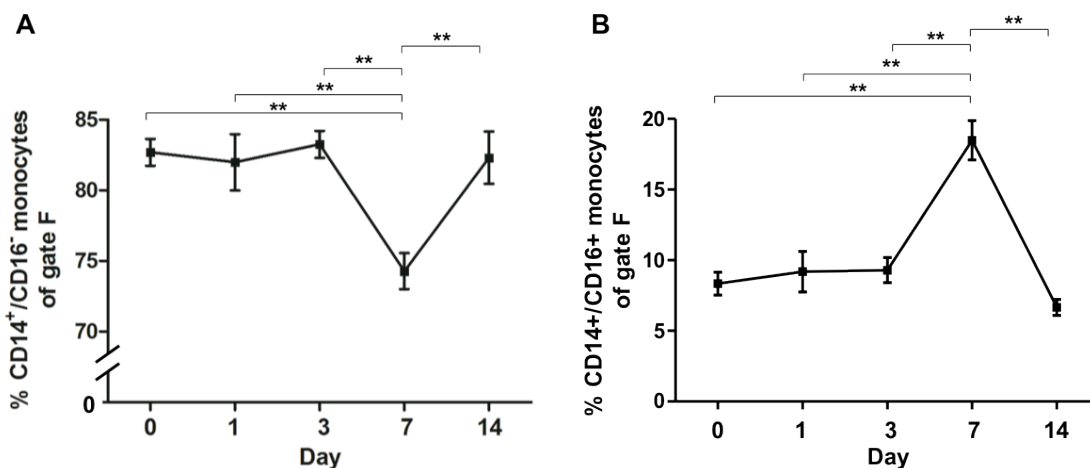 A
**
**
**
**
% CD14⁺/CD16⁻ monocytes
of gate F
85
80
75
70
0
0 1 3 7 14
Day
B
**
**
**
**
% CD14+/CD16+ monocytes
of gate F
20
15
10
5
0
0 1 3 7 14
Day